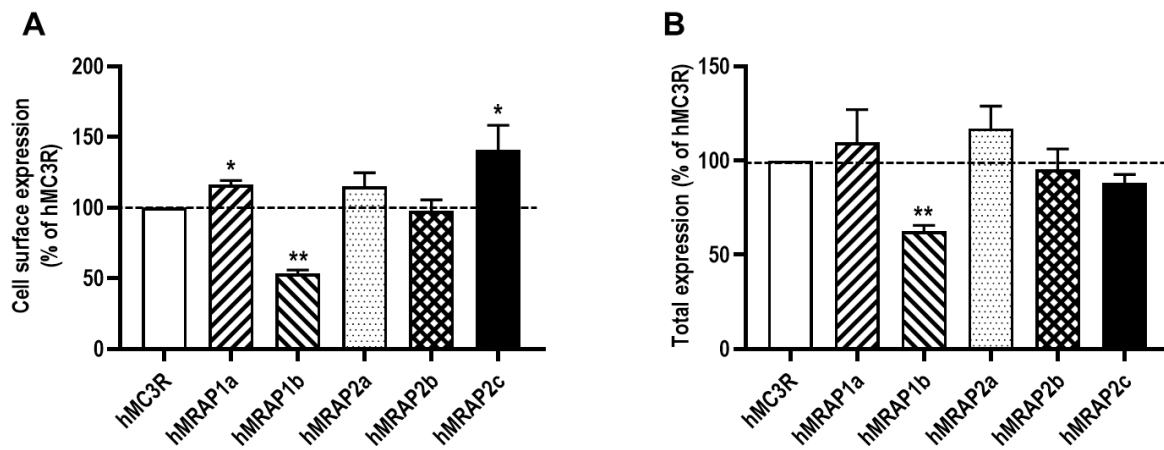 A
Cell surface expression
(% of hMC3R)
200
150
100
50
0
*
**
*
hMC3R
hMRAP1a
hMRAP1b
hMRAP2a
hMRAP2b
hMRAP2c
B
Total expression (% of hMC3R)
150
100
50
0
**
hMC3R
hMRAP1a
hMRAP1b
hMRAP2a
hMRAP2b
hMRAP2c